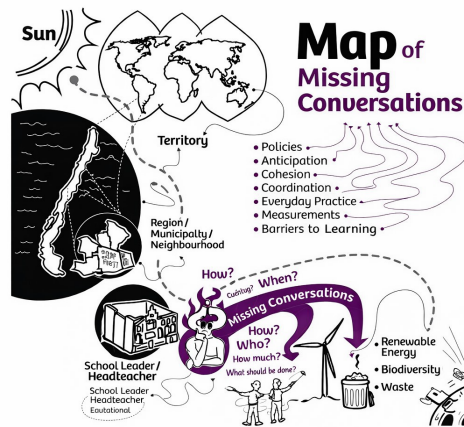 Sun
Map of
Missing
Conversations
Territory
• Policies
• Anticipation
• Cohesion
• Coordination
• Everyday Practice
• Measurements
• Barriers to Learning
Region/
Municipalty/
Neighbourhood
How?
When?
Missing Conversations
How?
Who?
How much?
What should be done?
School Leader/
Headteacher
School Leader
Headteacher
Eautational
• Renewable
Energy
• Biodiversity
• Waste